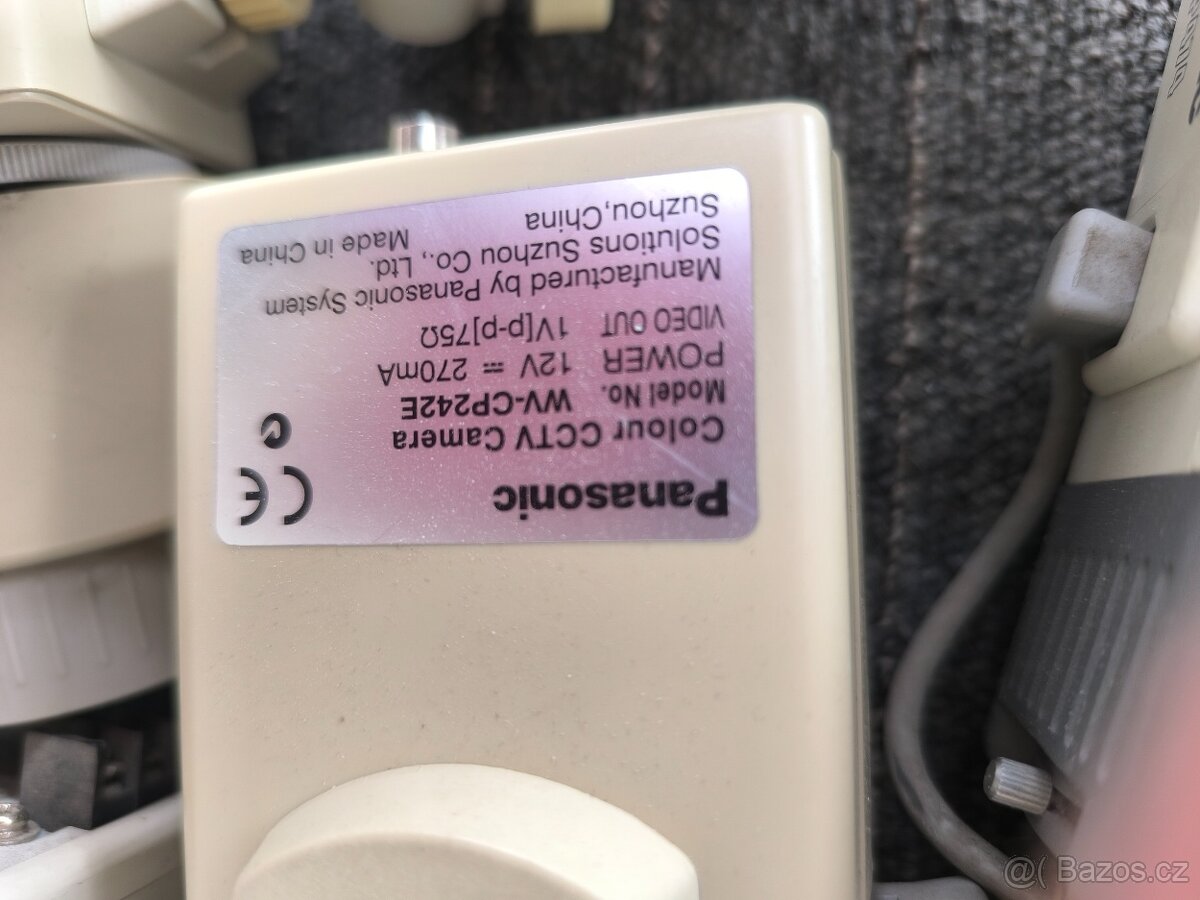 Panasonic
CE
Colour CCTV Camera
Model No. WV-CP242E
POWER 12V ⎓ 270mA
VIDEO OUT 1V[p-p]75Ω
Manufactured by Panasonic System
Solutions Suzhou Co., Ltd.
Suzhou,China Made in China
@( Bazos.cz